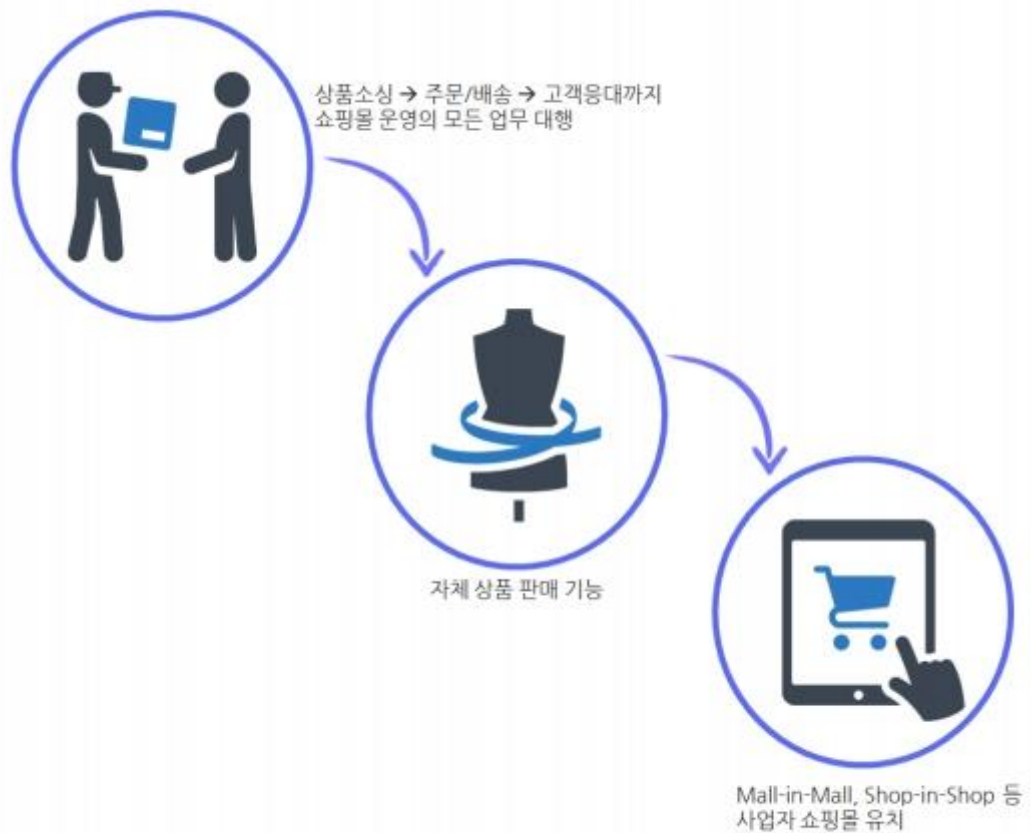 상품소싱 → 주문/배송 → 고객응대까지
쇼핑몰 운영의 모든 업무 대행
자체 상품 판매 기능
Mall-in-Mall, Shop-in-Shop 등
사업자 쇼핑몰 유치